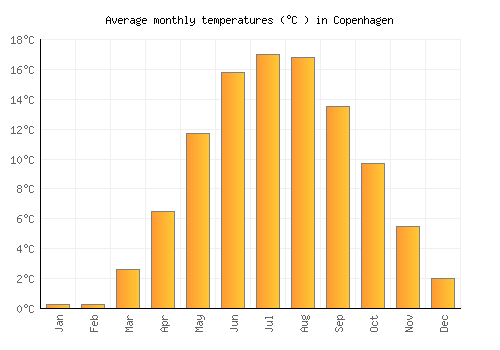 Average monthly temperatures (°C ) in Copenhagen
18°C
16°C
14°C
12°C
10°C
8°C
6°C
4°C
2°C
0°C
Jan
Feb
Mar
Apr
May
Jun
Jul
Aug
Sep
Oct
Nov
Dec